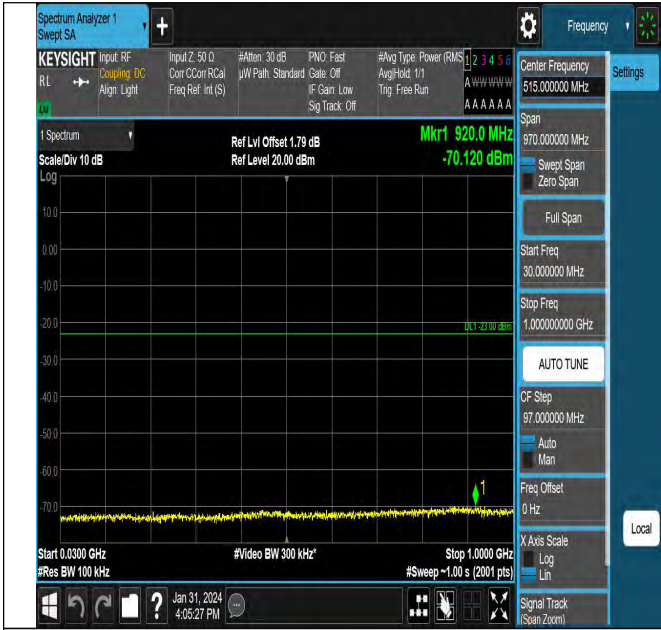 Spectrum Analyzer 1
Swept SA
+
Frequency
KEYSIGHT
RL
LXI
Input: RF
Coupling: DC
Align: Light
Input Z: 50 Ω
Corr CCorr RCal
Freq Ref: Int (S)
#Atten: 30 dB
µW Path: Standard
PNO: Fast
Gate: Off
IF Gain: Low
Sig Track: Off
#Avg Type: Power (RMS
Avg|Hold: 1/1
Trig: Free Run
1 2 3 4 5 6
A W W W W W
A A A A A A
Center Frequency
515.000000 MHz
Settings
Span
970.000000 MHz
Swept Span
Zero Span
Full Span
Start Freq
30.000000 MHz
Stop Freq
1.000000000 GHz
AUTO TUNE
CF Step
97.000000 MHz
Auto
Man
Freq Offset
0 Hz
X Axis Scale
Log
Lin
Signal Track
(Span Zoom)
Local
1 Spectrum
Scale/Div 10 dB
Log
Ref Lvl Offset 1.79 dB
Ref Level 20.00 dBm
Mkr1 920.0 MHz
-70.120 dBm
10.0
0.00
-10.0
-20.0
DL1 -23.00 dBm
-30.0
-40.0
-50.0
-60.0
1
-70.0
Start 0.0300 GHz
#Video BW 300 kHz*
Stop 1.0000 GHz
#Res BW 100 kHz
#Sweep ~1.00 s (2001 pts)
?
Jan 31, 2024
4:05:27 PM